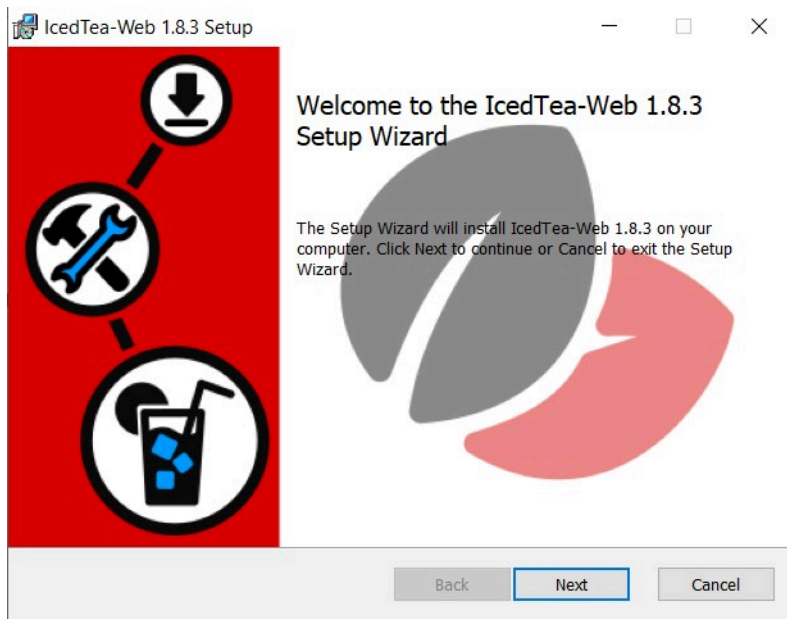 IcedTea-Web 1.8.3 Setup
Welcome to the IcedTea-Web 1.8.3
Setup Wizard
The Setup Wizard will install IcedTea-Web 1.8.3 on your
computer. Click Next to continue or Cancel to exit the Setup
Wizard.
Back
Next
Cancel